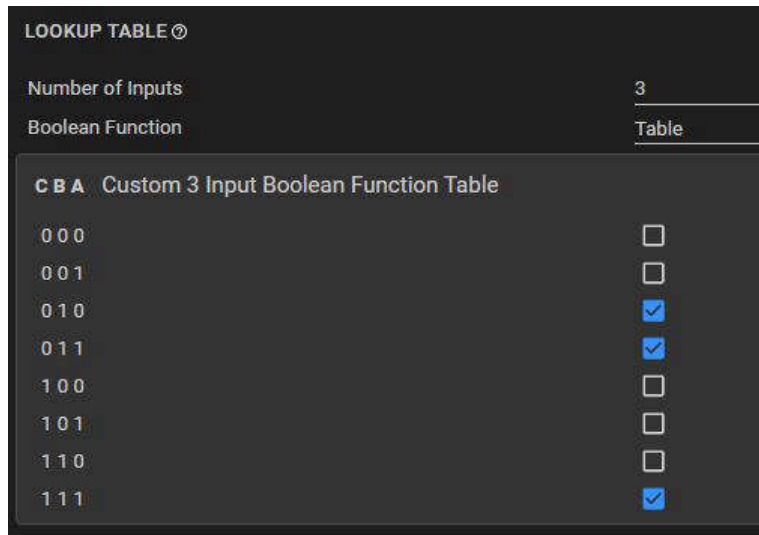 LOOKUP TABLE ?
Number of Inputs 3
Boolean Function Table
C B A Custom 3 Input Boolean Function Table
0 0 0
0 0 1
0 1 0
0 1 1
1 0 0
1 0 1
1 1 0
1 1 1